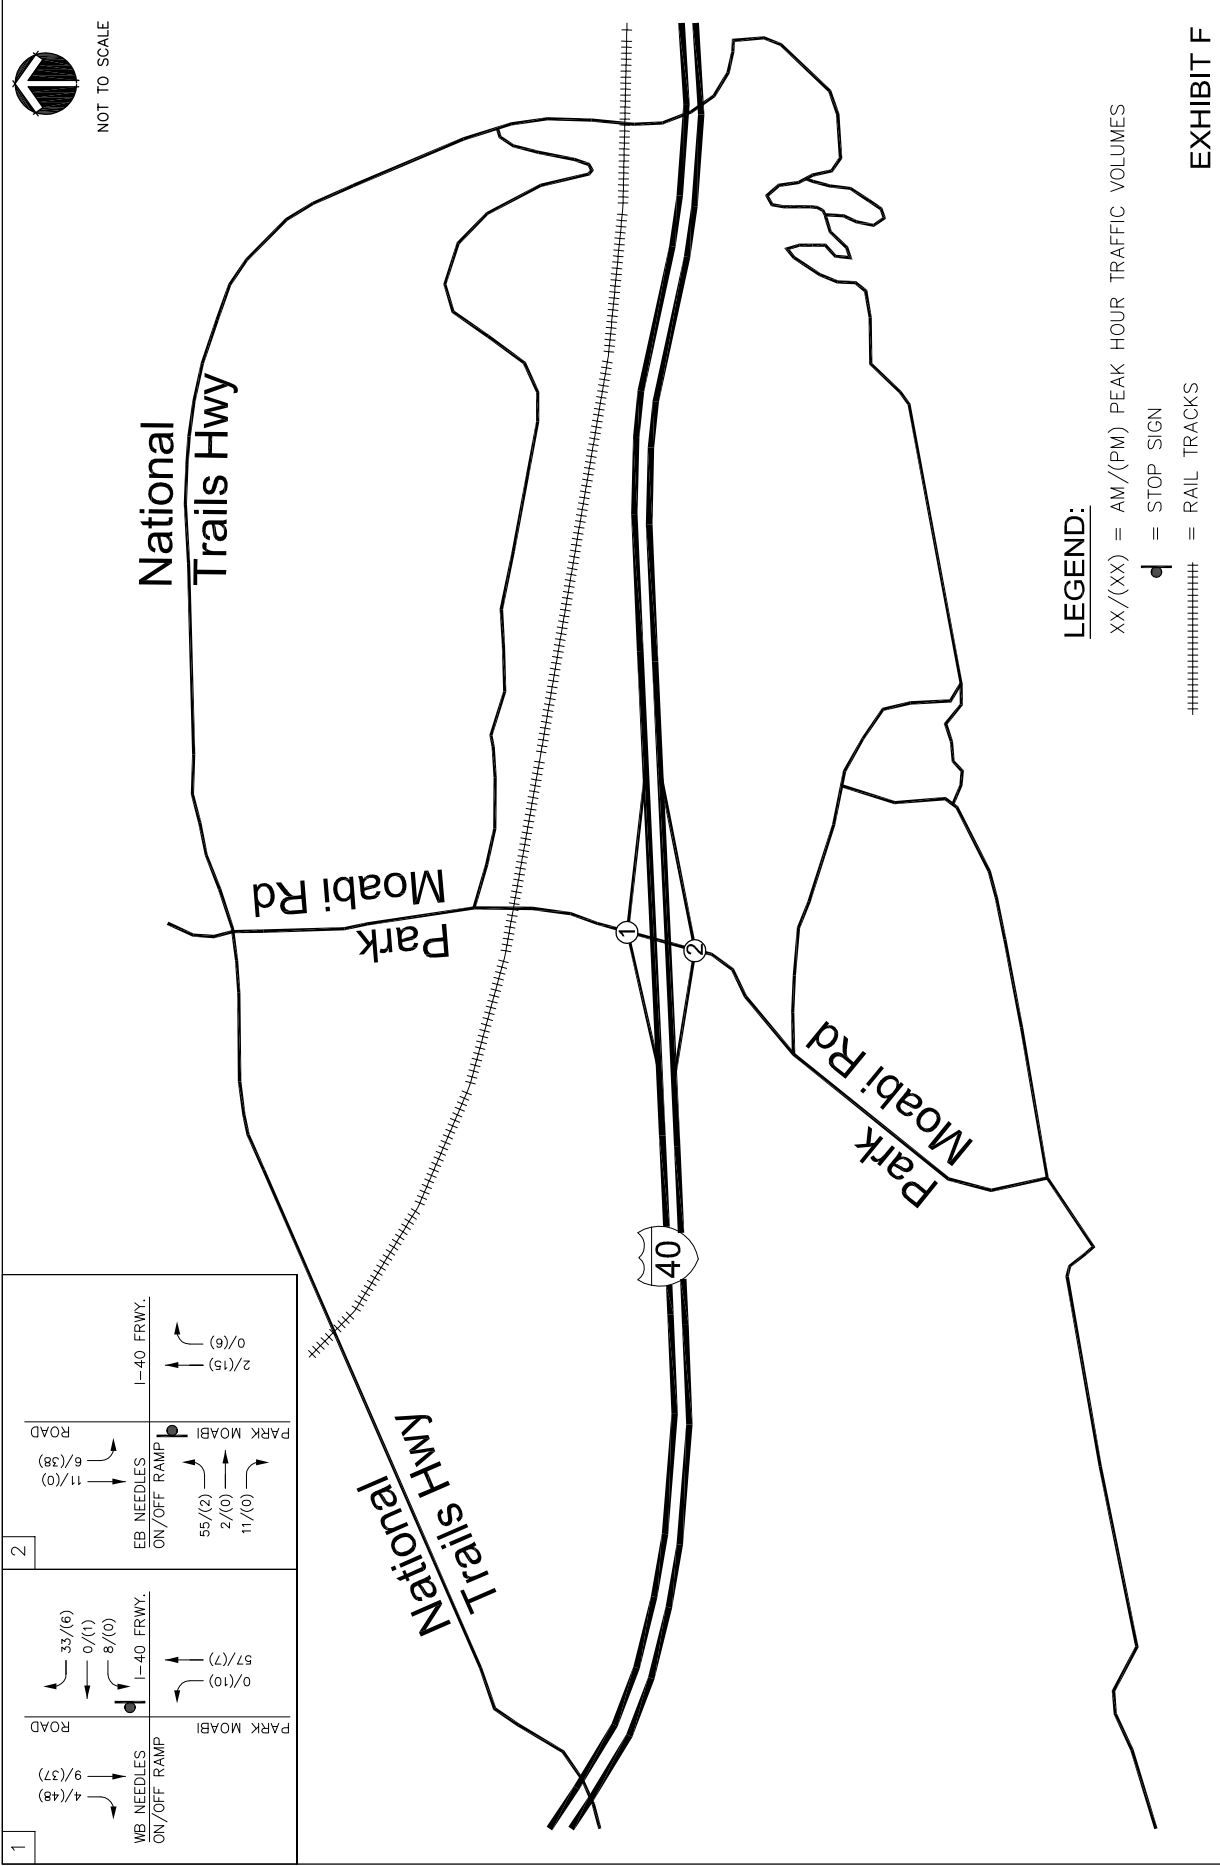 1
WB NEEDLES
ON/OFF RAMP
I-40 FRWY.
PARK MOABI
ROAD
4/(48)
9/(37)
33/(6)
0/(1)
8/(0)
0/(10)
57/(7)
2
EB NEEDLES
ON/OFF RAMP
I-40 FRWY.
PARK MOABI
ROAD
11/(0)
6/(38)
55/(2)
2/(0)
11/(0)
2/(15)
0/(6)
NOT TO SCALE
National
Trails Hwy
National
Trails Hwy
Park
Moabi Rd
Park
Moabi Rd
1
2
40
LEGEND:
XX/(XX) = AM/(PM) PEAK HOUR TRAFFIC VOLUMES
= STOP SIGN
= RAIL TRACKS
EXHIBIT F